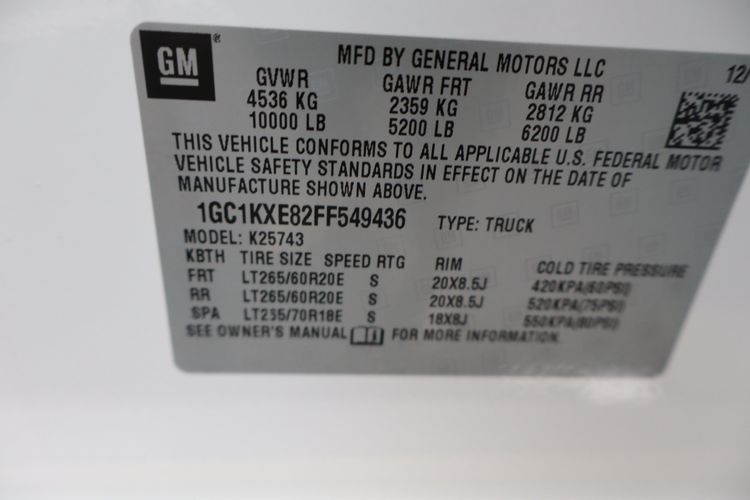 GM
MFD BY GENERAL MOTORS LLC
12/
GVWR GAWR FRT GAWR RR
4536 KG 2359 KG 2812 KG
10000 LB 5200 LB 6200 LB
THIS VEHICLE CONFORMS TO ALL APPLICABLE U.S. FEDERAL MOTOR
VEHICLE SAFETY STANDARDS IN EFFECT ON THE DATE OF
MANUFACTURE SHOWN ABOVE.
1GC1KXE82FF549436 TYPE: TRUCK
MODEL: K25743
KBTH TIRE SIZE SPEED RTG RIM COLD TIRE PRESSURE
FRT LT265/60R20E S 20X8.5J 420KPA(60PSI)
RR LT265/60R20E S 20X8.5J 520KPA(75PSI)
SPA LT265/70R18E S 18X8J 550KPA(80PSI)
SEE OWNER'S MANUAL FOR MORE INFORMATION.